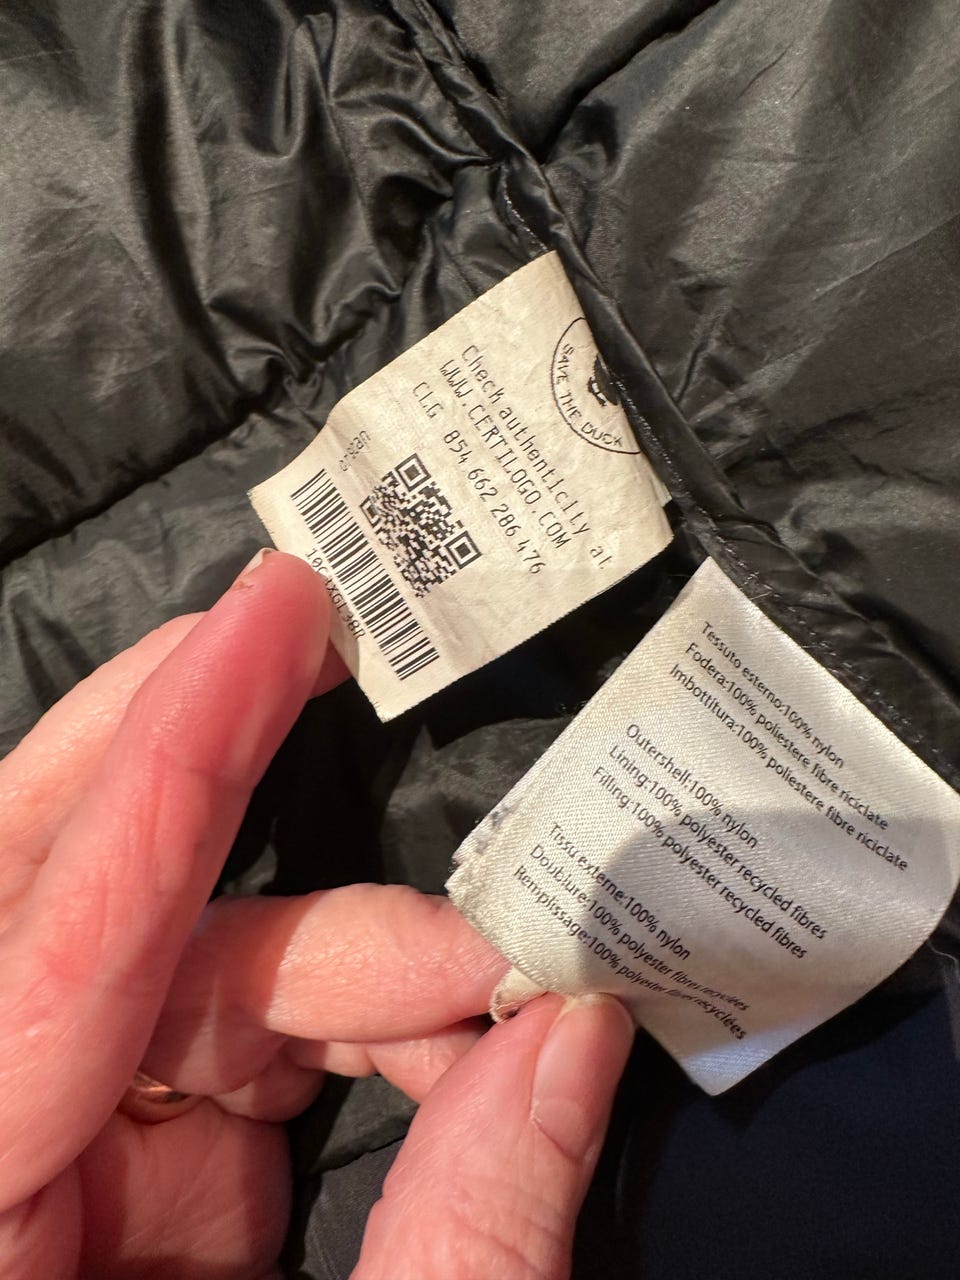 SAVE THE DUCK
Check authenticity at
WWW.CERTILOGO.COM
CLG 854 662 286 476
Tessuto esterno:100% nylon
Fodera:100% poliestere fibre riciclate
Imbottitura:100% poliestere fibre riciclate
Outershell:100% nylon
Lining:100% polyester recycled fibres
Filling:100% polyester recycled fibres
Tissu externe:100% nylon
Doublure:100% polyester fibres recyclées
Remplissage:100% polyester fibres recyclées